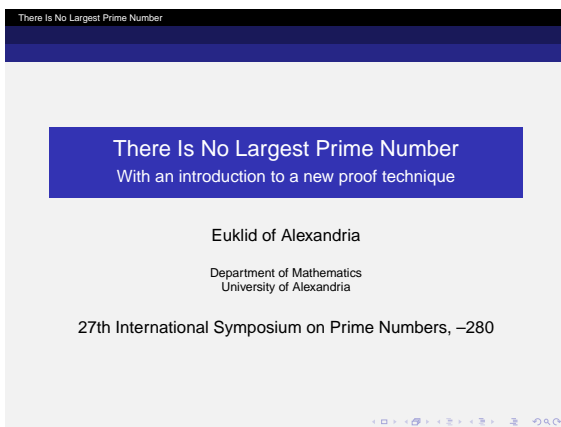 There Is No Largest Prime Number
There Is No Largest Prime Number
With an introduction to a new proof technique
Euklid of Alexandria
Department of Mathematics
University of Alexandria
27th International Symposium on Prime Numbers, –280